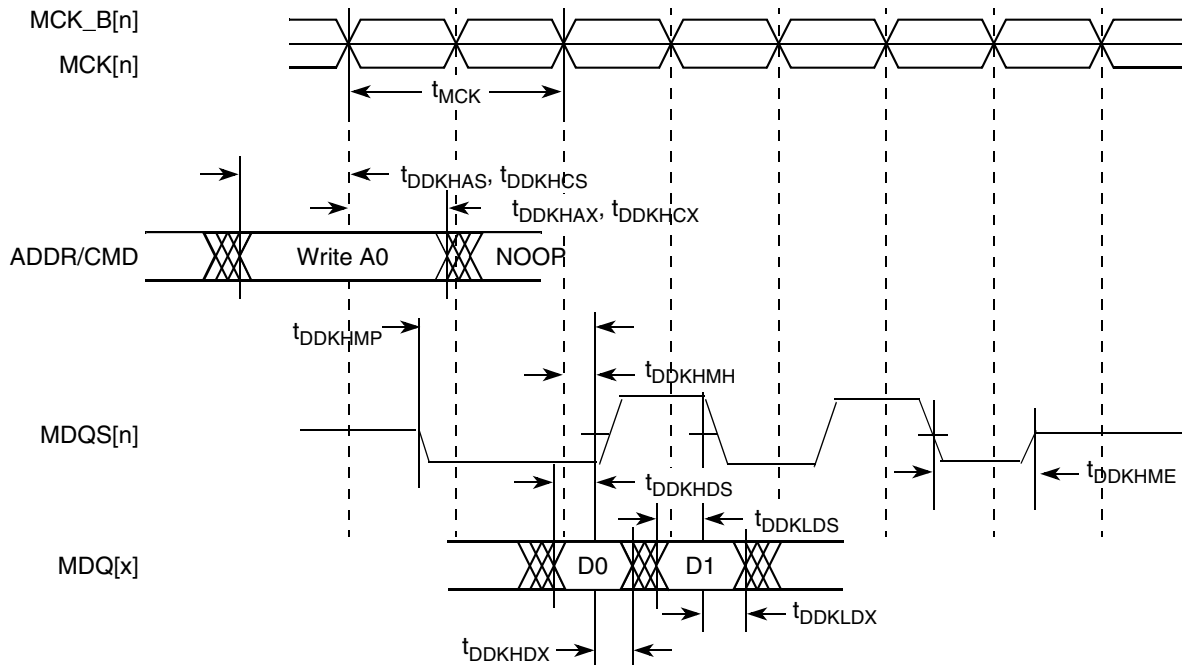 MCK_B[n]
MCK[n]
tMCK
tDDKHAS, tDDKHCS
tDDKHAX, tDDKHCX
ADDR/CMD
Write A0
NOOP
tDDKHMP
tDDKHMH
MDQS[n]
tDDKHDS
tDDKHME
tDDKLDS
MDQ[x]
D0
D1
tDDKLDX
tDDKHDX